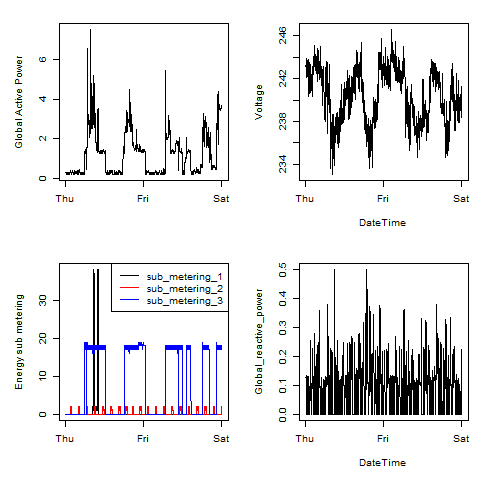 Global Active Power
0 2 4 6
Thu Fri Sat
Voltage
234 238 242 246
Thu Fri Sat
DateTime
Energy sub metering
0 10 20 30
sub_metering_1
sub_metering_2
sub_metering_3
Thu Fri Sat
Global_reactive_power
0.0 0.1 0.2 0.3 0.4 0.5
Thu Fri Sat
DateTime